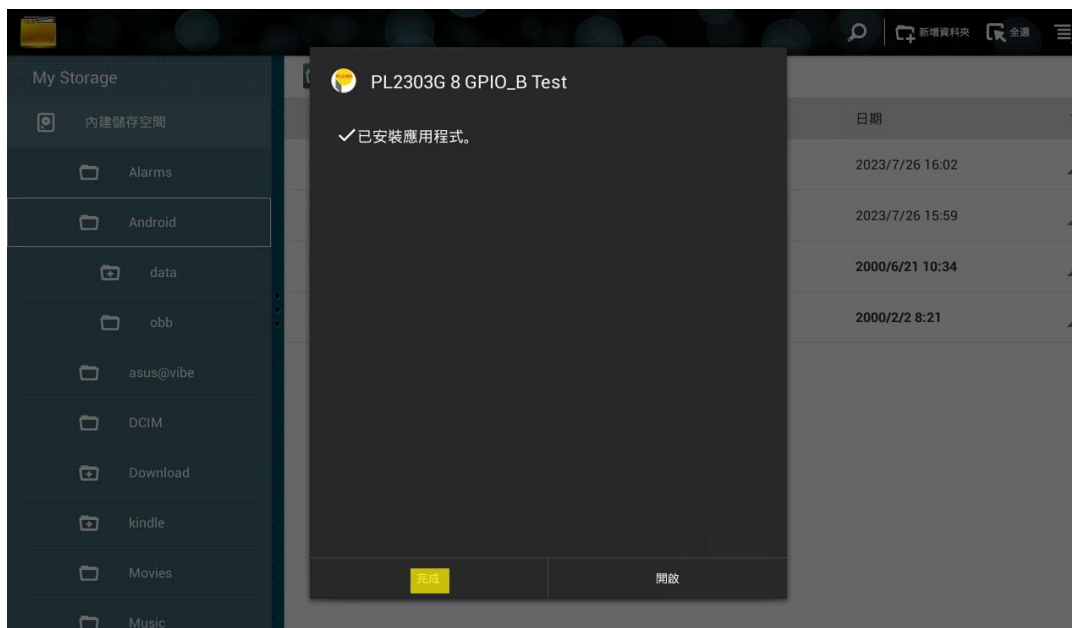 新增資料夾
全選
My Storage
內建儲存空間
Alarms
Android
data
obb
asus@vibe
DCIM
Download
kindle
Movies
Music
PL2303G 8 GPIO_B Test
已安裝應用程式。
完成
開啟
日期
2023/7/26 16:02
2023/7/26 15:59
2000/6/21 10:34
2000/2/2 8:21